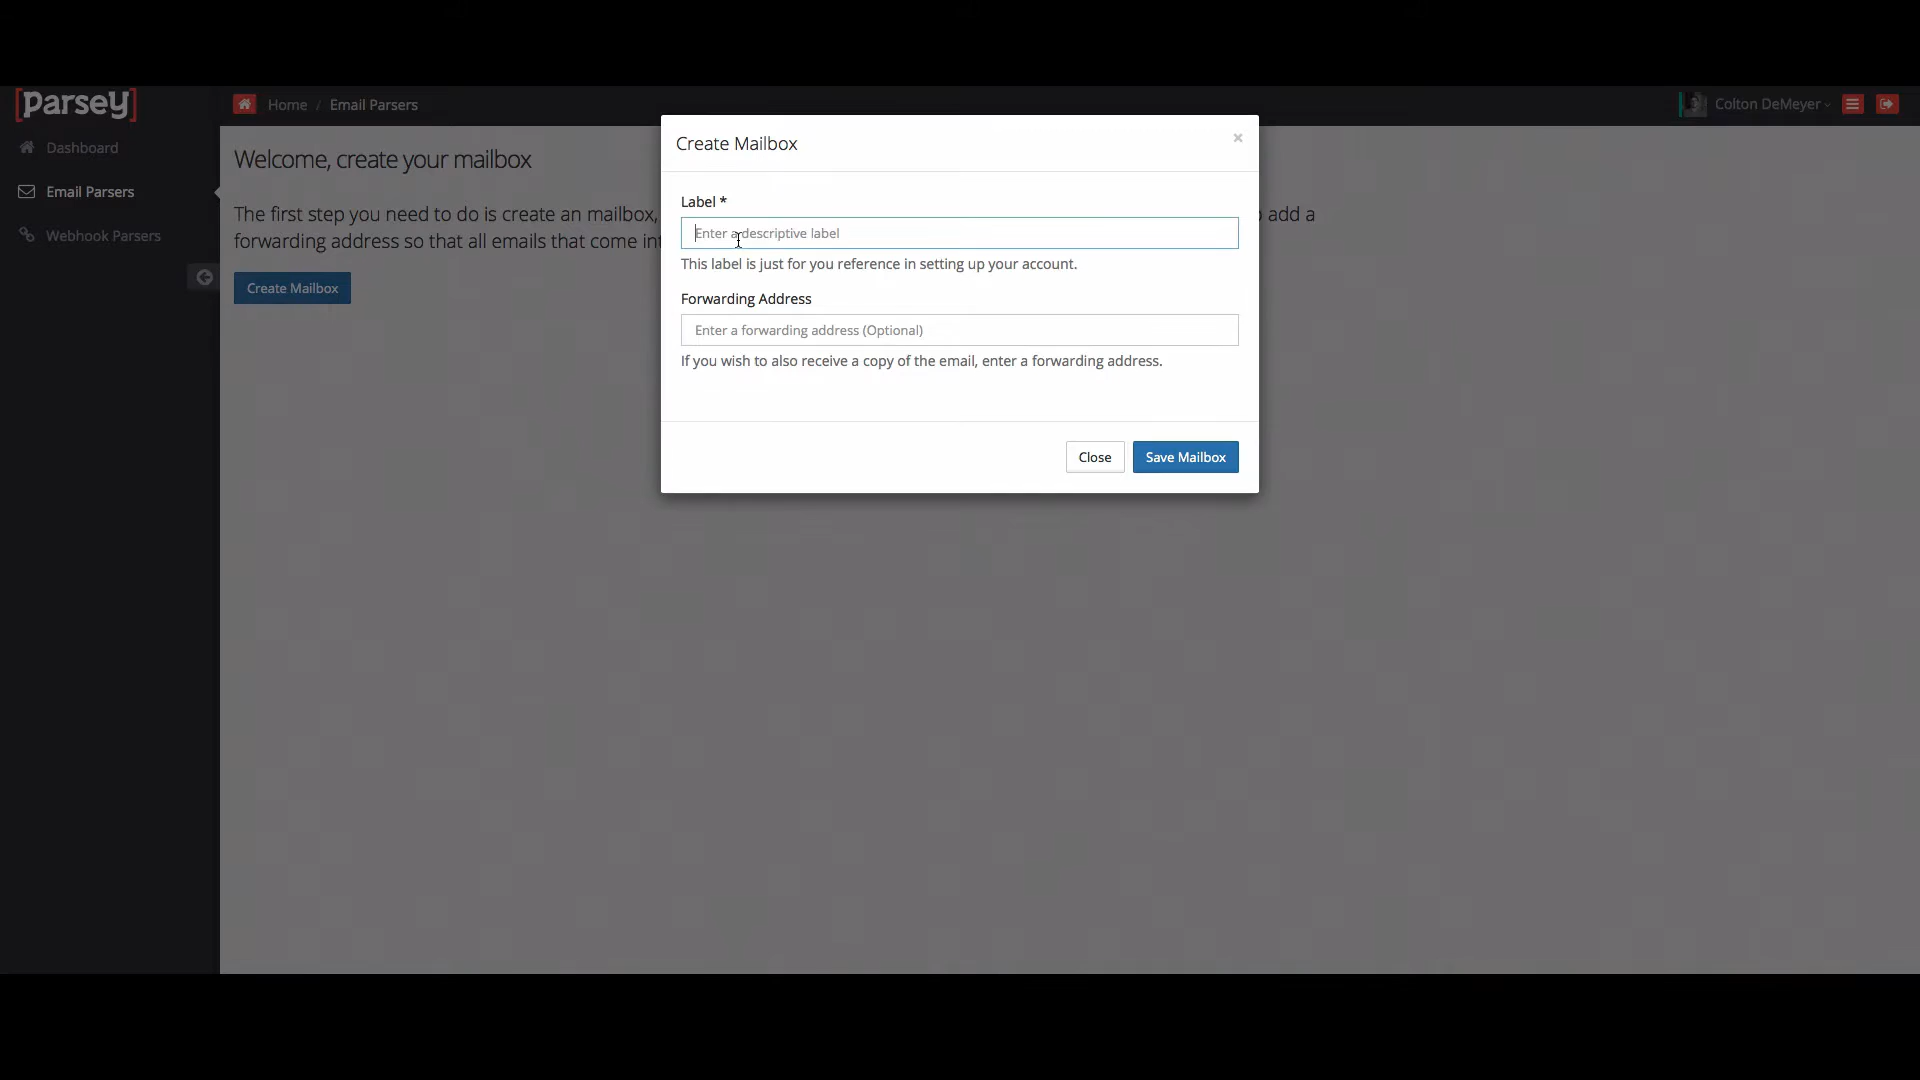 [parsey]
Home / Email Parsers
Colton DeMeyer
Dashboard
Email Parsers
Webhook Parsers
Welcome, create your mailbox
The first step you need to do is create an mailbox,
add a
forwarding address so that all emails that come
Create Mailbox
Create Mailbox
×
Label *
Enter a descriptive label
This label is just for you reference in setting up your account.
Forwarding Address
Enter a forwarding address (Optional)
If you wish to also receive a copy of the email, enter a forwarding address.
Close
Save Mailbox